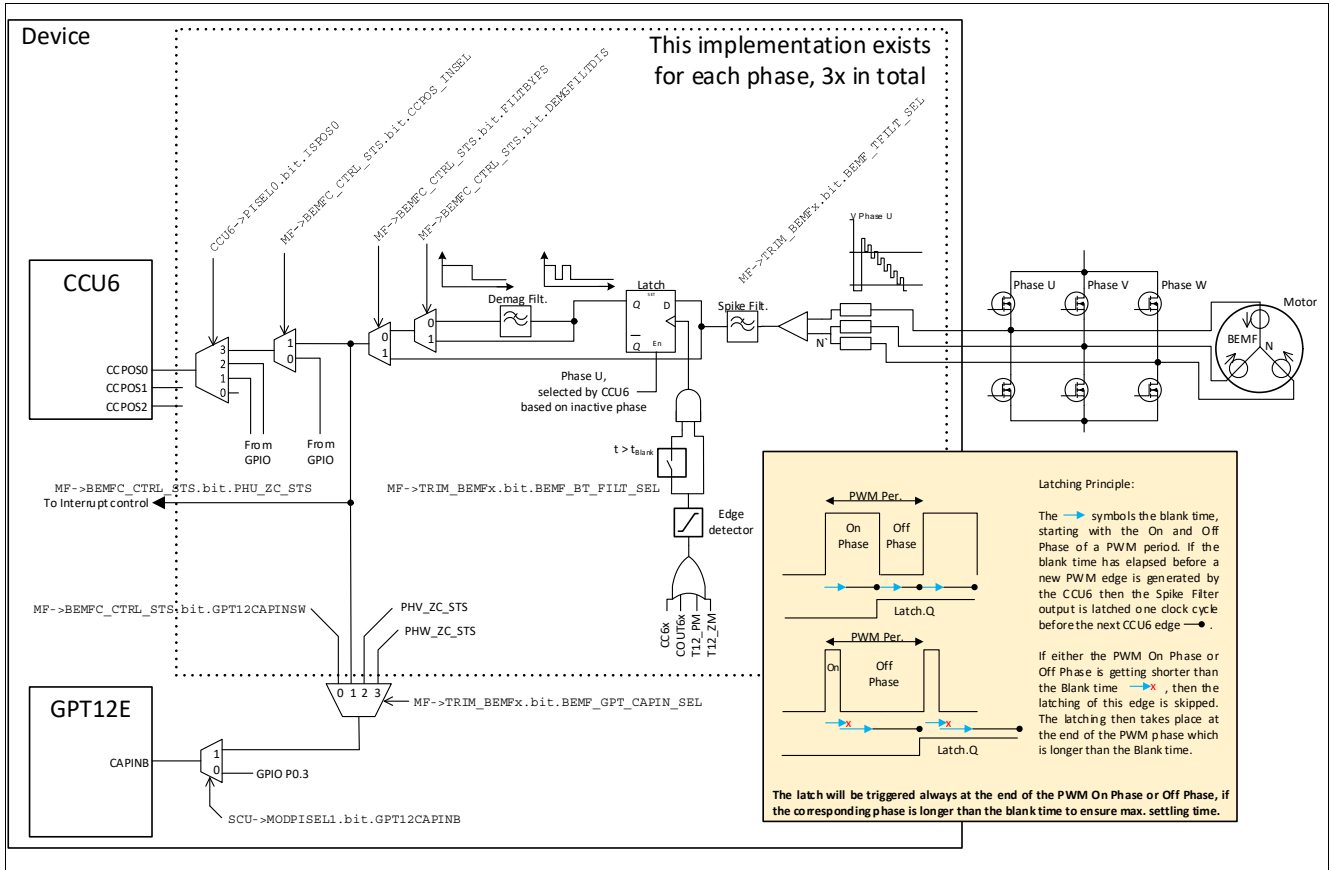 Device
This implementation exists
for each phase, 3x in total
CCU6->PISEL0.bit.ISPOS0
MF->BEMFC_CTRL_STS.bit.CCPOS_INSEL
MF->BEMFC_CTRL_STS.bit.FILTBYPS
MF->BEMFC_CTRL_STS.bit.DEMGFILTDIS
MF->TRIM_BEMFx.bit.BEMF_TFILT_SEL
V Phase U
CCU6
CCPOS0
CCPOS1
CCPOS2
3
2
1
0
1
0
0
1
0
1
Demag Filt.
Latch
SET
Q
D
Q
En
Spike Filt.
N`
Phase U
Phase V
Phase W
Motor
BEMF
N
From
GPIO
From
GPIO
Phase U,
selected by CCU6
based on inactive phase
t > tBlank
MF->BEMFC_CTRL_STS.bit.PHU_ZC_STS
To Interrupt control
MF->TRIM_BEMFx.bit.BEMF_BT_FILT_SEL
Edge
detector
CC6x
COUT6x
T12_PM
T12_ZM
MF->BEMFC_CTRL_STS.bit.GPT12CAPINSW
PHV_ZC_STS
PHW_ZC_STS
0 1 2 3
MF->TRIM_BEMFx.bit.BEMF_GPT_CAPIN_SEL
GPT12E
CAPINB
1
0
GPIO P0.3
SCU->MODPISEL1.bit.GPT12CAPINB
PWM Per.
On
Phase
Off
Phase
Latch.Q
PWM Per.
On
Off
Phase
x
x
Latch.Q
Latching Principle:
The symbols the blank time,
starting with the On and Off
Phase of a PWM period. If the
blank time has elapsed before a
new PWM edge is generated by
the CCU6 then the Spike Filter
output is latched one clock cycle
before the next CCU6 edge .
If either the PWM On Phase or
Off Phase is getting shorter than
the Blank time x , then the
latching of this edge is skipped.
The latching then takes place at
the end of the PWM phase which
is longer than the Blank time.
The latch will be triggered always at the end of the PWM On Phase or Off Phase, if
the corresponding phase is longer than the blank time to ensure max. settling time.